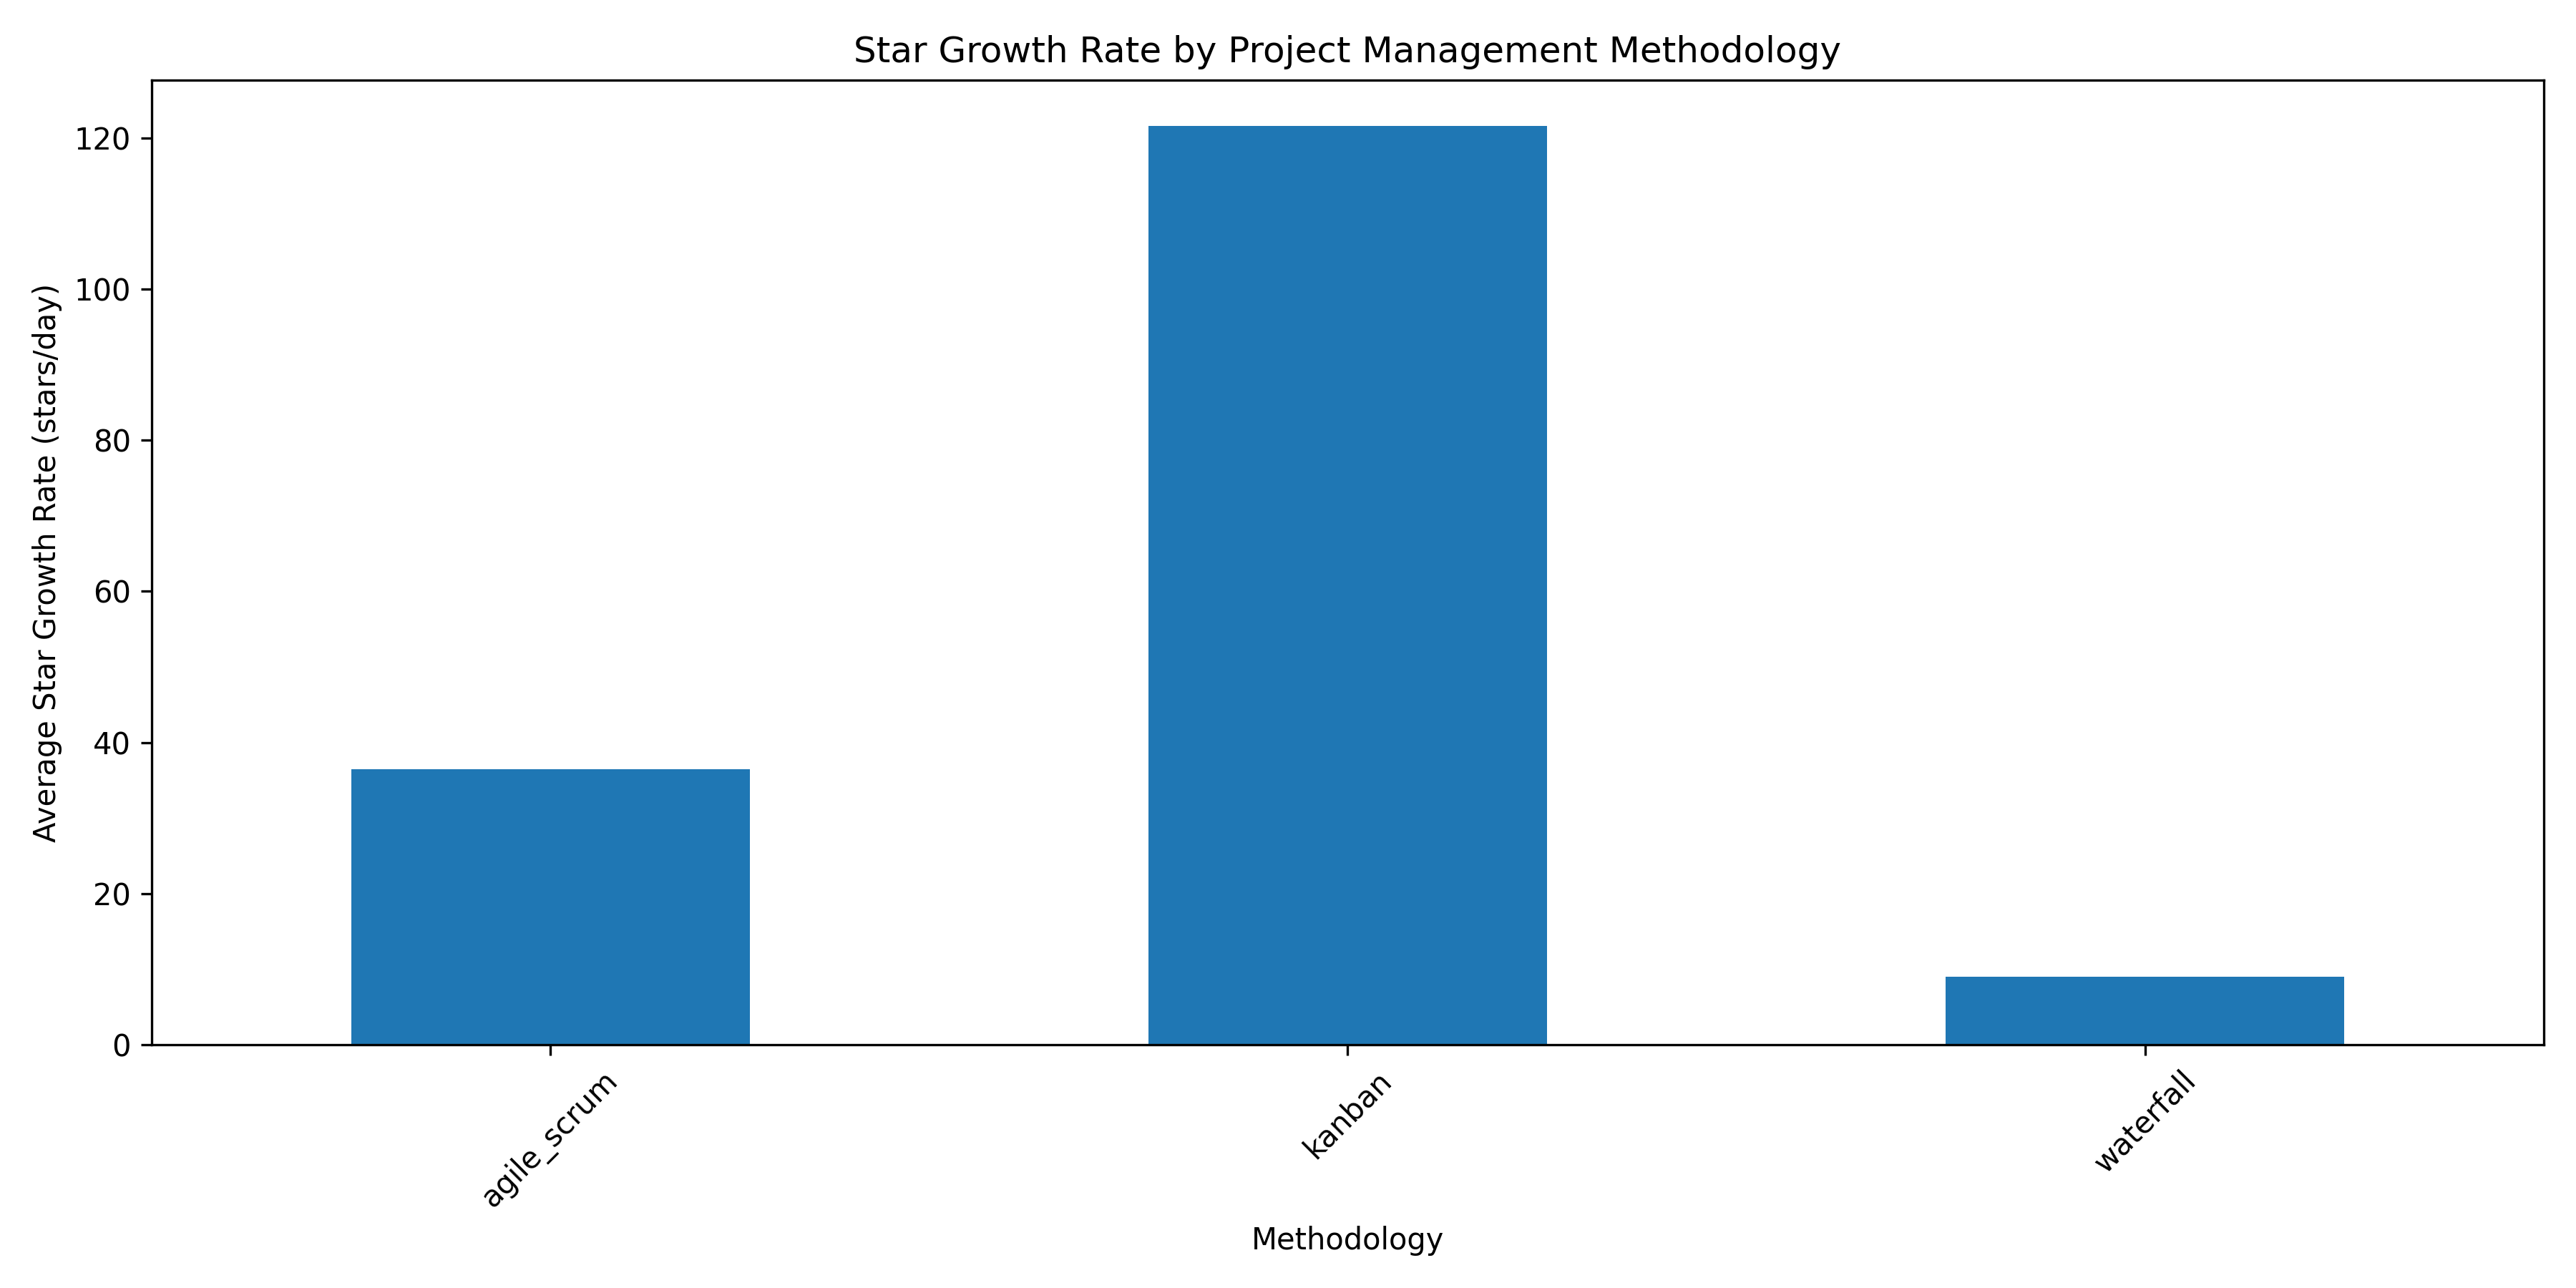 Star Growth Rate by Project Management Methodology
Average Star Growth Rate (stars/day)
120
100
80
60
40
20
0
agile_scrum
kanban
waterfall
Methodology